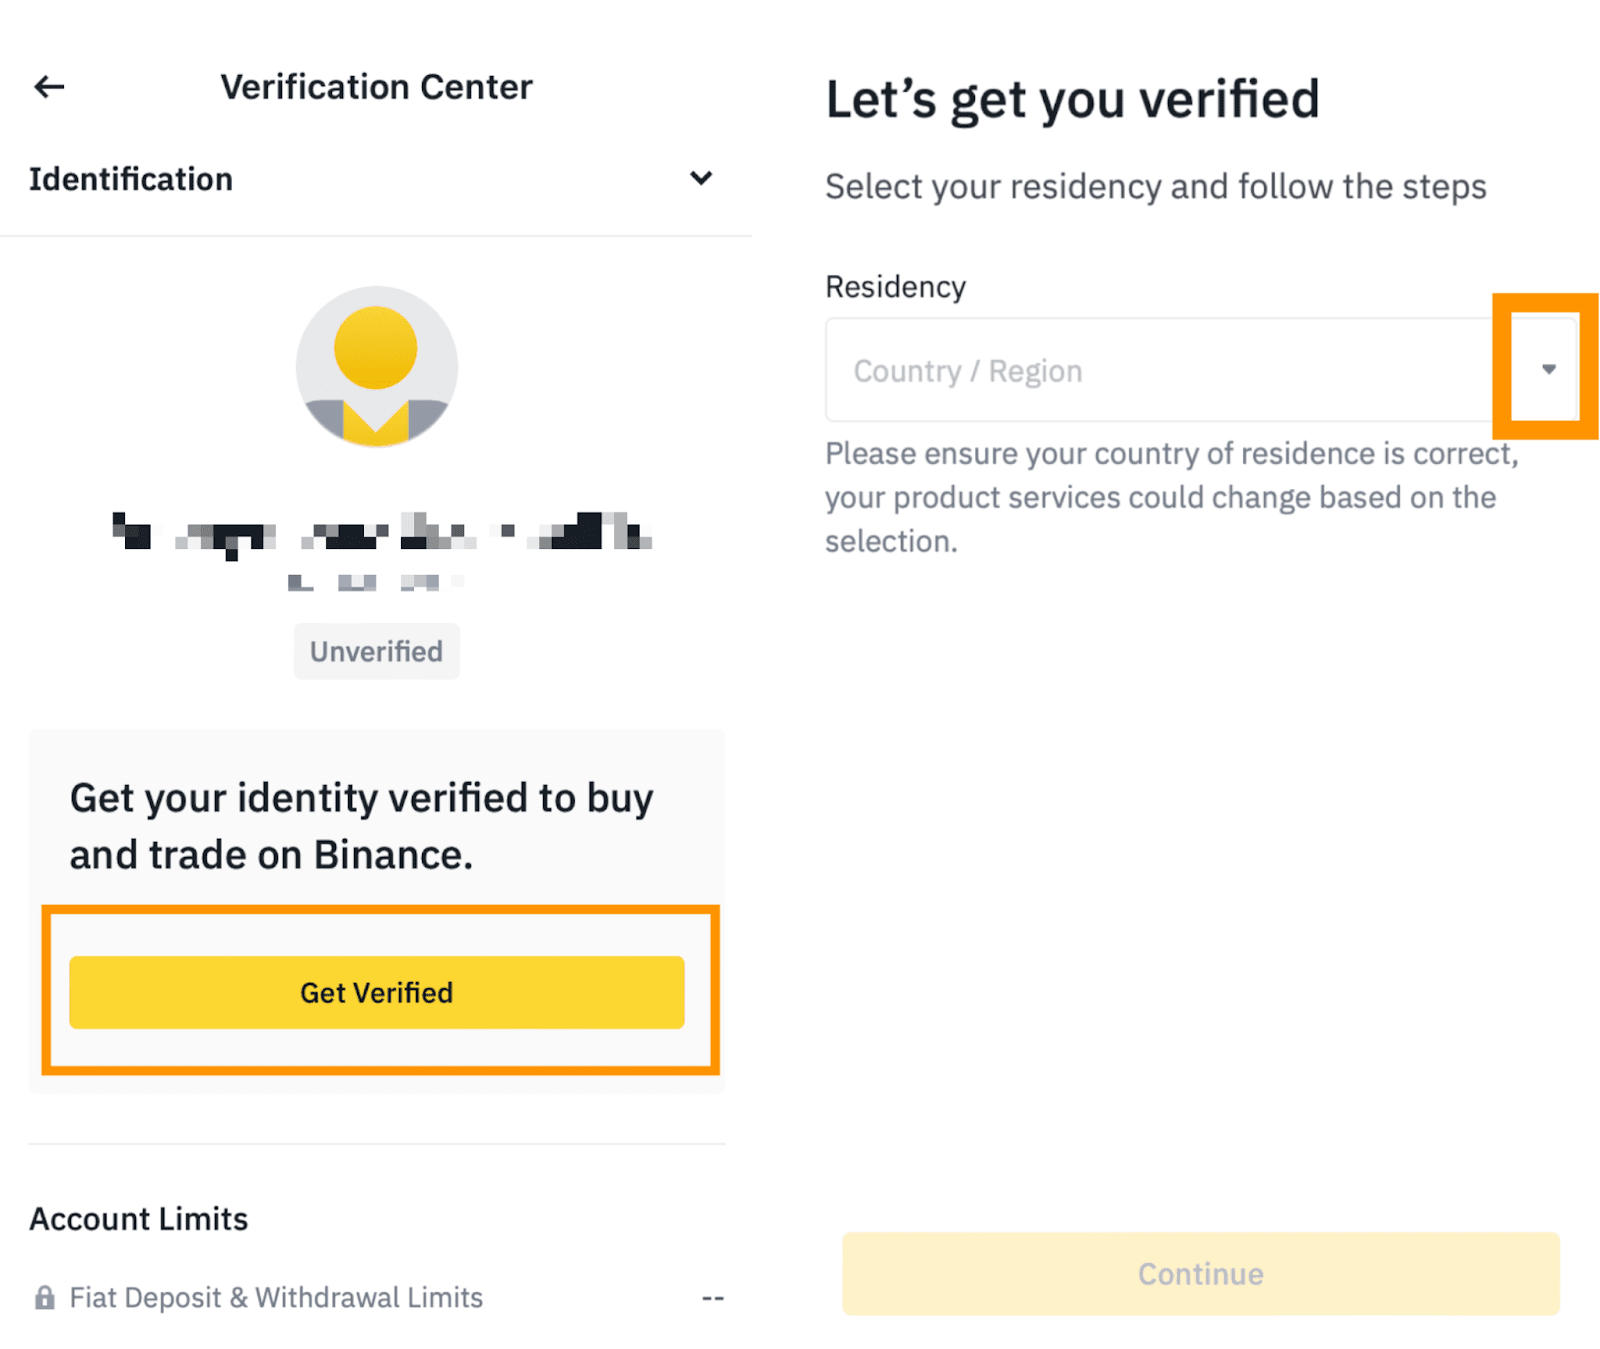 Verification Center
Identification
Unverified
Get your identity verified to buy
and trade on Binance.
Get Verified
Account Limits
Fiat Deposit & Withdrawal Limits
--
Let’s get you verified
Select your residency and follow the steps
Residency
Country / Region
Please ensure your country of residence is correct,
your product services could change based on the
selection.
Continue